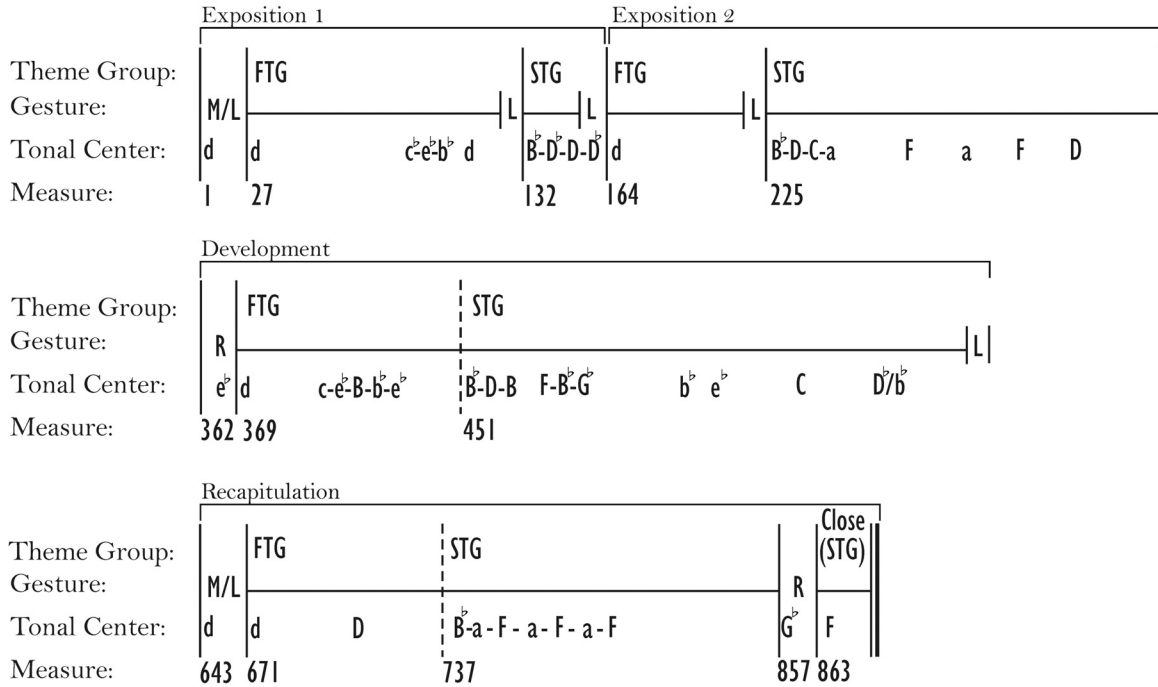 Exposition 1 Exposition 2
Theme Group: FTG STG FTG STG
Gesture: M/L L L L
Tonal Center: d d c♭-e♭-b♭ d B♭-D♭-D-D♭ d B♭-D-C-a F a F D
Measure: 1 27 132 164 225
Development
Theme Group: FTG STG
Gesture: R L
Tonal Center: e♭ d c-e♭-B-b♭-e♭ B♭-D-B F-B♭-G♭ b♭ e♭ C D♭/b♭
Measure: 362 369 451
Recapitulation
Theme Group: FTG STG Close (STG)
Gesture: M/L R
Tonal Center: d d D B♭-a - F - a - F - a - F G♭ F
Measure: 643 671 737 857 863